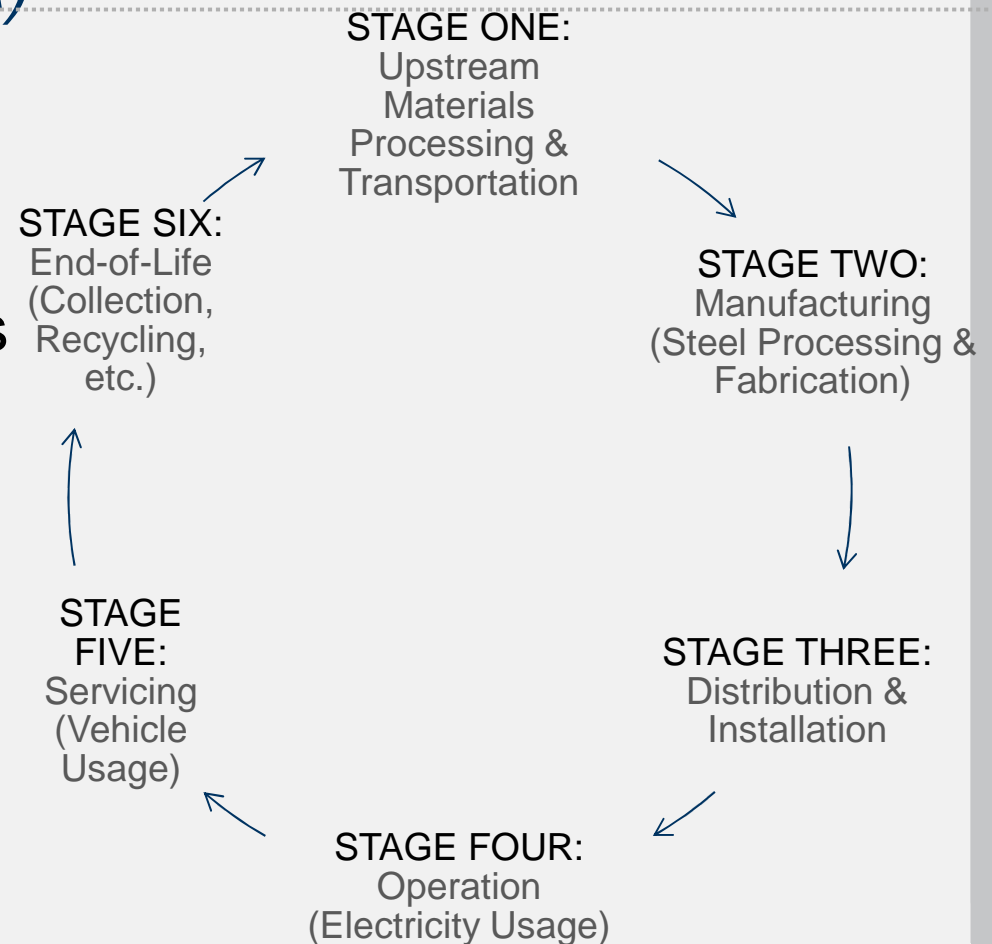 STAGE ONE:
Upstream
Materials
Processing &
Transportation
STAGE TWO:
Manufacturing
(Steel Processing &
Fabrication)
STAGE THREE:
Distribution &
Installation
STAGE FOUR:
Operation
(Electricity Usage)
STAGE
FIVE:
Servicing
(Vehicle
Usage)
STAGE SIX:
End-of-Life
(Collection,
Recycling,
etc.)